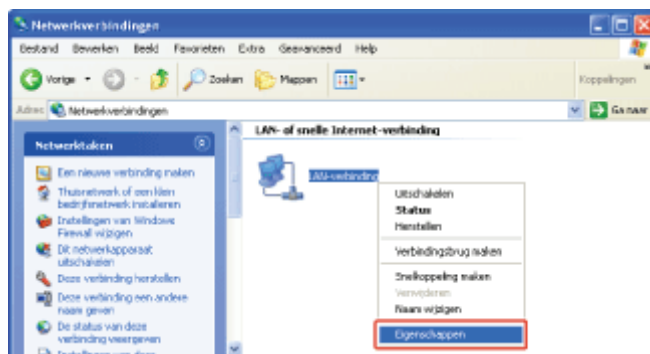 Netwerkverbindingen
Bestand Bewerken Beeld Favorieten Extra Geavanceerd Help
Vorige Zoeken Mappen Koppelingen
Adres Netwerkverbindingen Ga naar
Netwerktaken
Een nieuwe verbinding maken
Thuisnetwerk of een klein
bedrijfsnetwerk installeren
Instellingen van Windows
Firewall wijzigen
Dit netwerkapparaat
uitschakelen
Deze verbinding herstellen
Deze verbinding een andere
naam geven
De status van deze
verbinding weergeven
Instellingen van deze
LAN- of snelle Internet-verbinding
LAN-verbinding
Uitschakelen
Status
Herstellen
Verbindingsbrug maken
Snelkoppeling maken
Verwijderen
Naam wijzigen
Eigenschappen